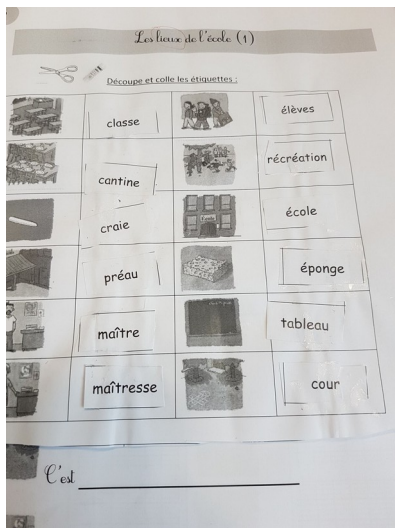 Les lieux de l'école (1)
Découpe et colle les étiquettes :
classe
élèves
cantine
récréation
craie
école
préau
éponge
maître
tableau
maîtresse
cour
C'est